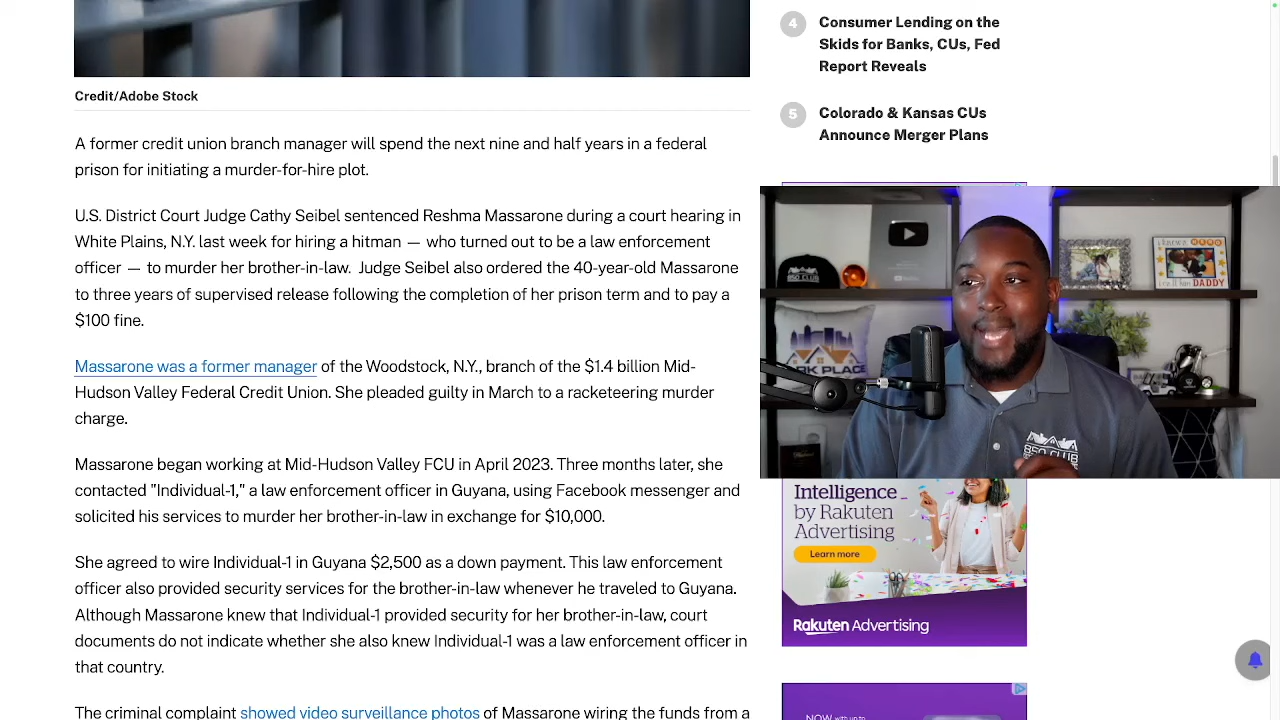 Credit/Adobe Stock
A former credit union branch manager will spend the next nine and half years in a federal
prison for initiating a murder-for-hire plot.
U.S. District Court Judge Cathy Seibel sentenced Reshma Massarone during a court hearing in
White Plains, N.Y. last week for hiring a hitman — who turned out to be a law enforcement
officer — to murder her brother-in-law.  Judge Seibel also ordered the 40-year-old Massarone
to three years of supervised release following the completion of her prison term and to pay a
$100 fine.
Massarone was a former manager of the Woodstock, N.Y., branch of the $1.4 billion Mid-
Hudson Valley Federal Credit Union. She pleaded guilty in March to a racketeering murder
charge.
Massarone began working at Mid-Hudson Valley FCU in April 2023. Three months later, she
contacted "Individual-1," a law enforcement officer in Guyana, using Facebook messenger and
solicited his services to murder her brother-in-law in exchange for $10,000.
She agreed to wire Individual-1 in Guyana $2,500 as a down payment. This law enforcement
officer also provided security services for the brother-in-law whenever he traveled to Guyana.
Although Massarone knew that Individual-1 provided security for her brother-in-law, court
documents do not indicate whether she also knew Individual-1 was a law enforcement officer in
that country.
The criminal complaint showed video surveillance photos of Massarone wiring the funds from a
4
Consumer Lending on the
Skids for Banks, CUs, Fed
Report Reveals
5
Colorado & Kansas CUs
Announce Merger Plans
DADDY
850 CLUB
Intelligence
by Rakuten
Advertising
Learn more
Rakuten Advertising
NOW with up to